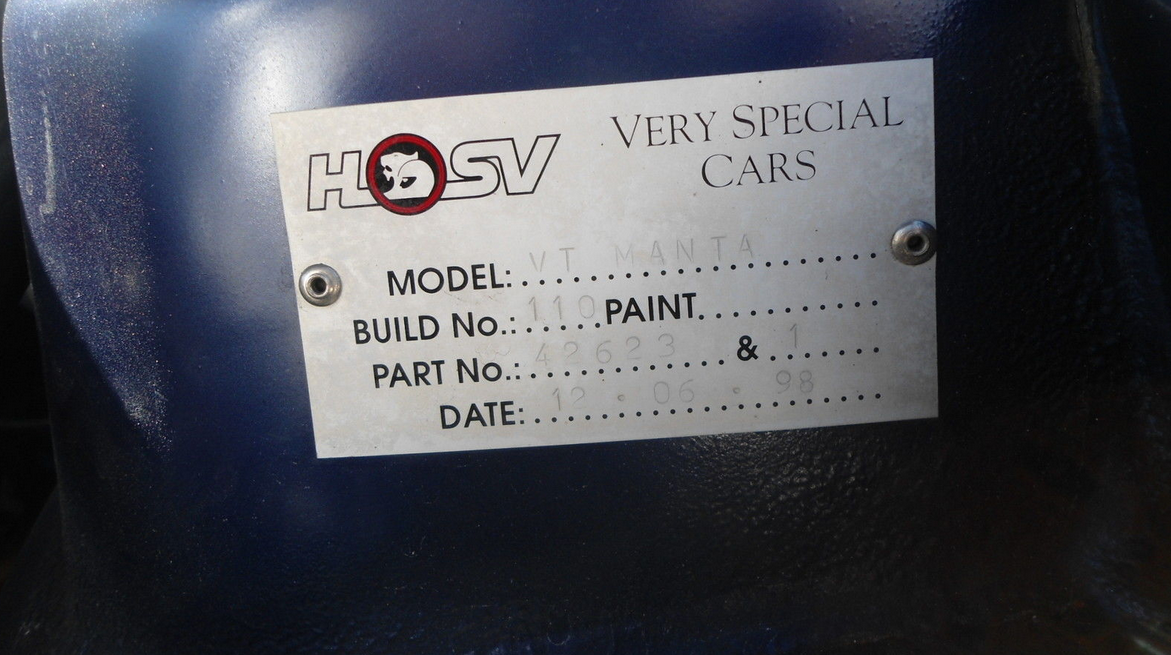 HSV VERY SPECIAL CARS
MODEL: VT MANTA
BUILD No.: 110 PAINT
PART No.: 42623 & 1
DATE: 12 • 06 • 98